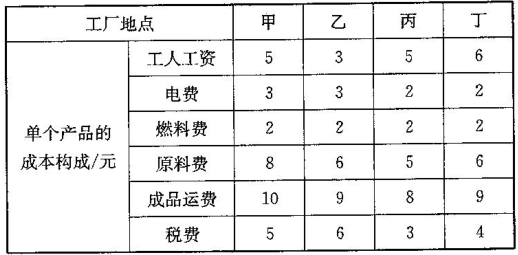 工厂地点 甲 乙 丙 丁
单个产品的成本构成/元 工人工资 5 3 5 6
电费 3 3 2 2
燃料费 2 2 2 2
原料费 8 6 5 6
成品运费 10 9 8 9
税费 5 6 3 4